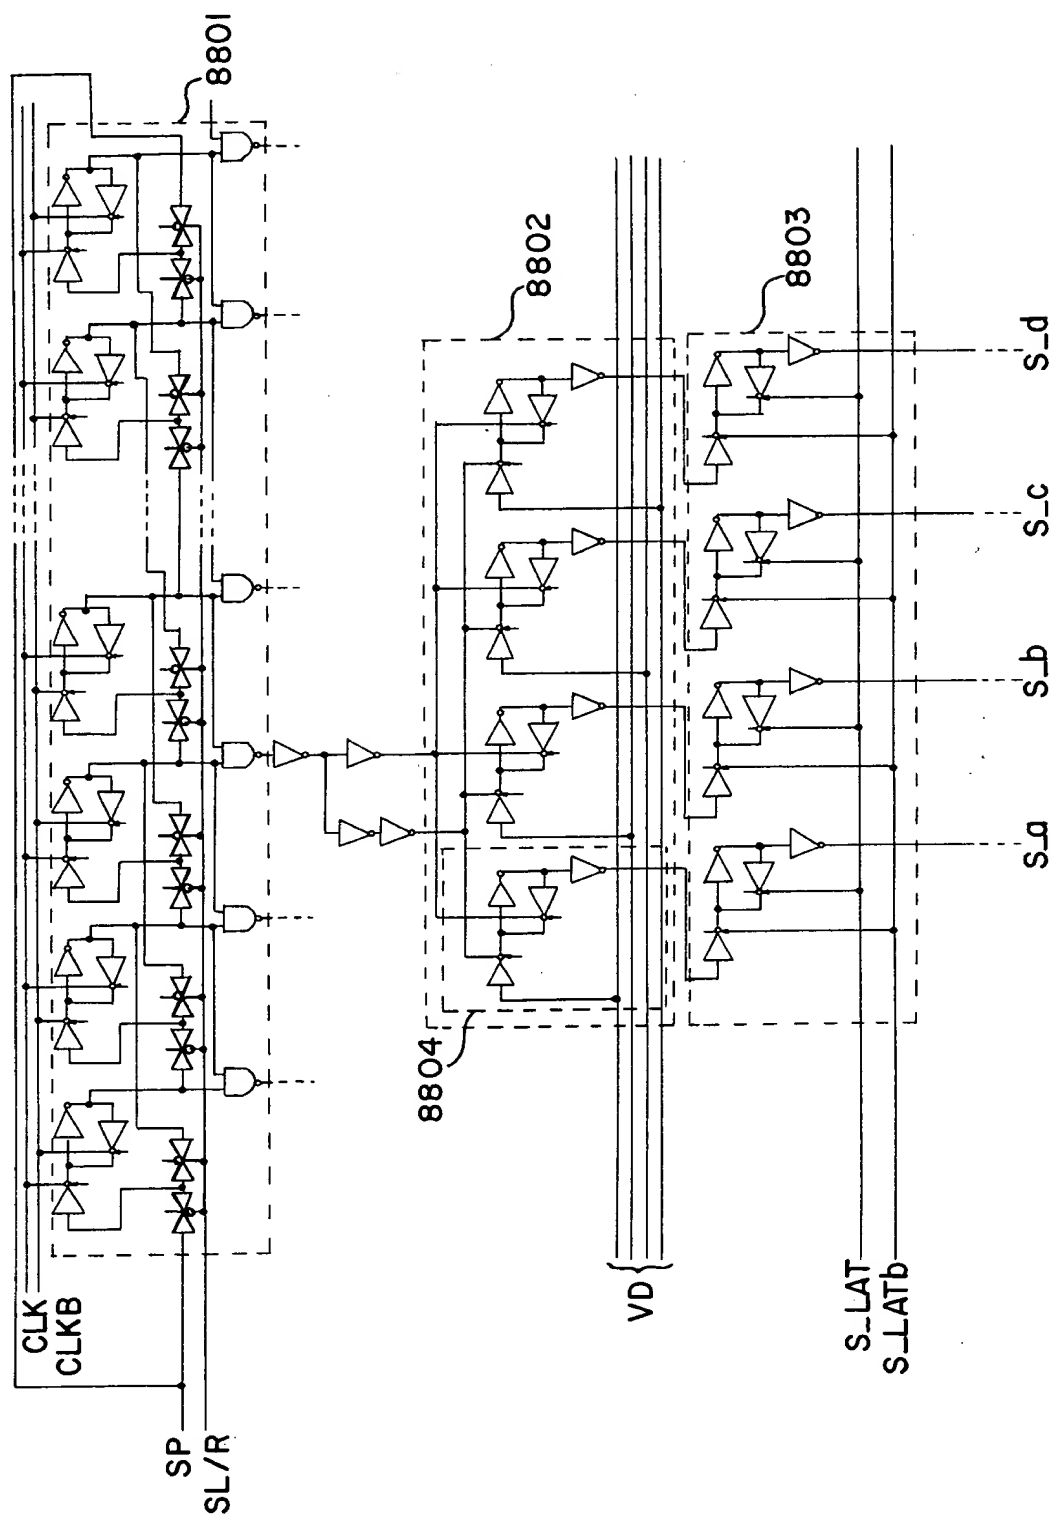 8801
CLK
CLKB
SP
SL/R
8802
8804
VD
8803
S_LAT
S_LATb
S_a
S_b
S_c
S_d